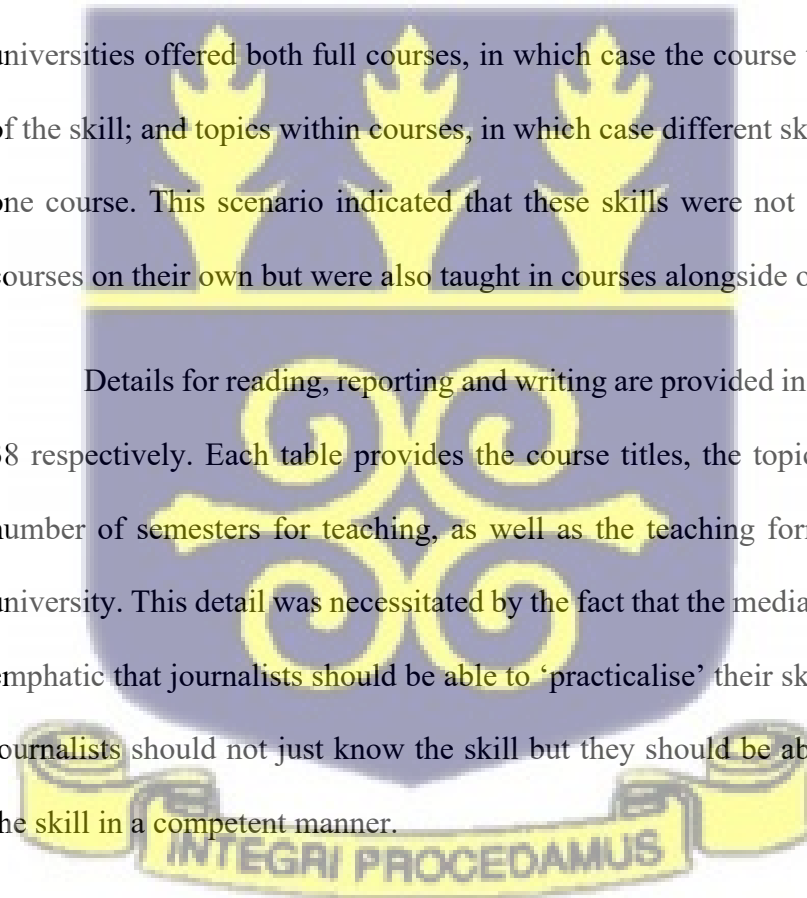 universities offered both full courses, in which case the course
of the skill; and topics within courses, in which case different sk
one course. This scenario indicated that these skills were not
courses on their own but were also taught in courses alongside o
Details for reading, reporting and writing are provided in
38 respectively. Each table provides the course titles, the topic
number of semesters for teaching, as well as the teaching for
university. This detail was necessitated by the fact that the media
emphatic that journalists should be able to ‘practicalise’ their sk
journalists should not just know the skill but they should be ab
the skill in a competent manner.
INTEGRI PROCEDAMUS